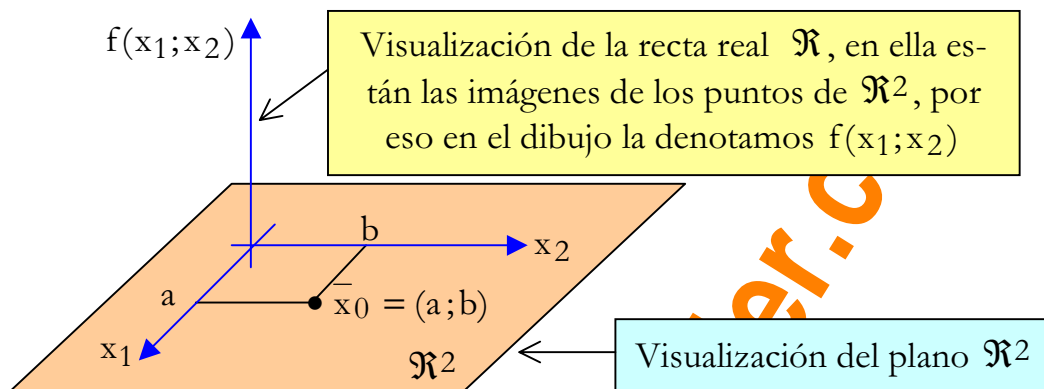 f(x₁;x₂)
Visualización de la recta real ℜ, en ella es-
tán las imágenes de los puntos de ℜ², por
eso en el dibujo la denotamos f(x₁;x₂)
b
x₂
a
x̄₀ = (a;b)
x₁
ℜ²
Visualización del plano ℜ²
er.c